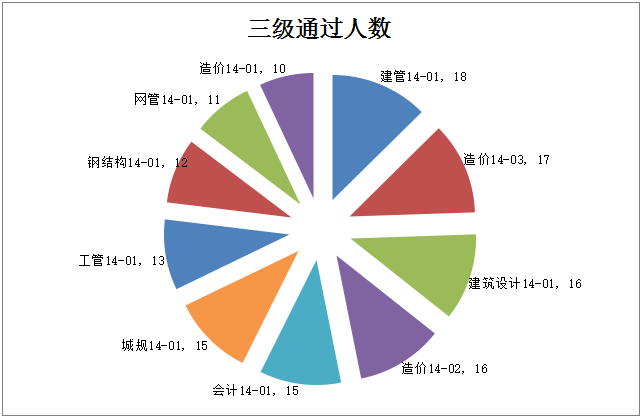 三级通过人数
造价14-01, 10
建管14-01, 18
网管14-01, 11
钢结构14-01, 12
造价14-03, 17
工管14-01, 13
建筑设计14-01, 16
城规14-01, 15
造价14-02, 16
会计14-01, 15